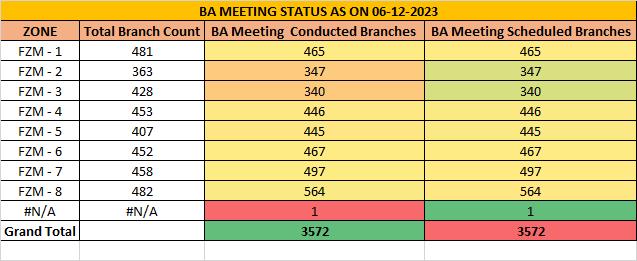 BA MEETING STATUS AS ON 06-12-2023
ZONE Total Branch Count BA Meeting Conducted Branches BA Meeting Scheduled Branches
FZM - 1 481 465 465
FZM - 2 363 347 347
FZM - 3 428 340 340
FZM - 4 453 446 446
FZM - 5 407 445 445
FZM - 6 452 467 467
FZM - 7 458 497 497
FZM - 8 482 564 564
#N/A #N/A 1 1
Grand Total 3572 3572